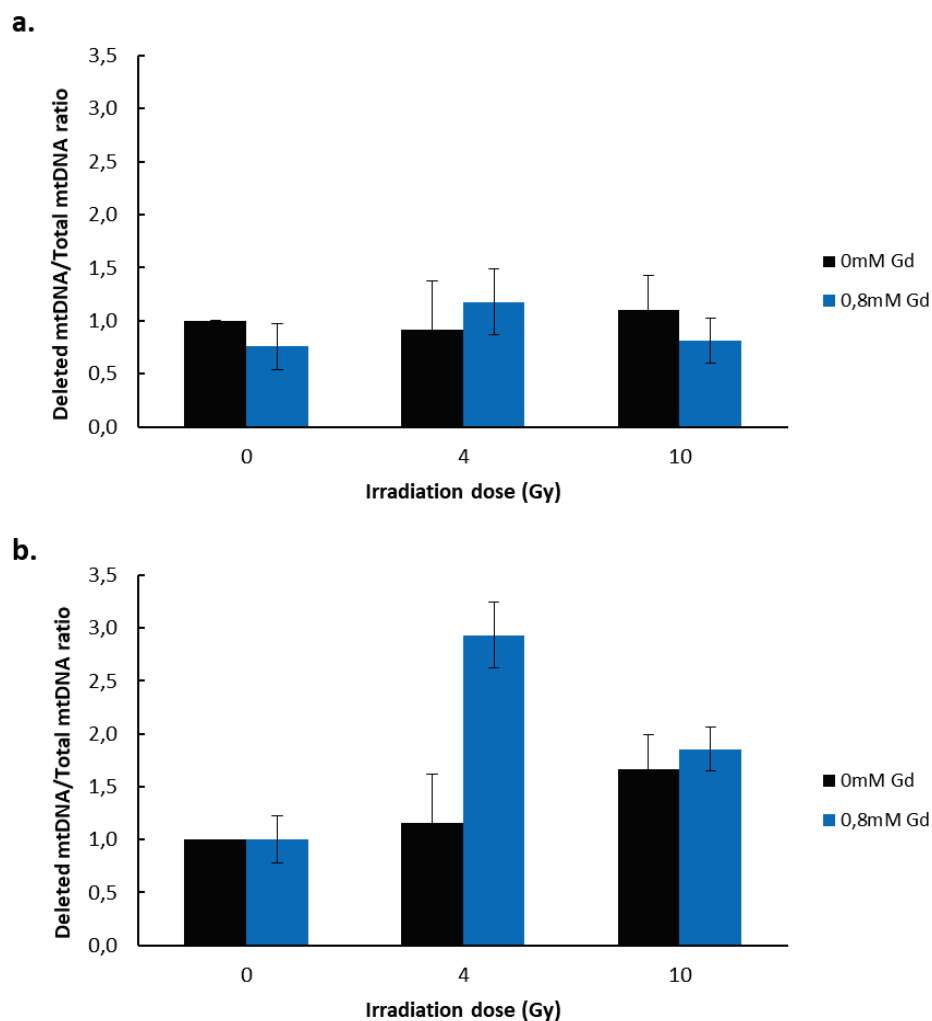 a.
Deleted mtDNA/Total mtDNA ratio
3,5
3,0
2,5
2,0
1,5
1,0
0,5
0,0
0 4 10
Irradiation dose (Gy)
0mM Gd
0,8mM Gd
b.
Deleted mtDNA/Total mtDNA ratio
3,5
3,0
2,5
2,0
1,5
1,0
0,5
0,0
0 4 10
Irradiation dose (Gy)
0mM Gd
0,8mM Gd